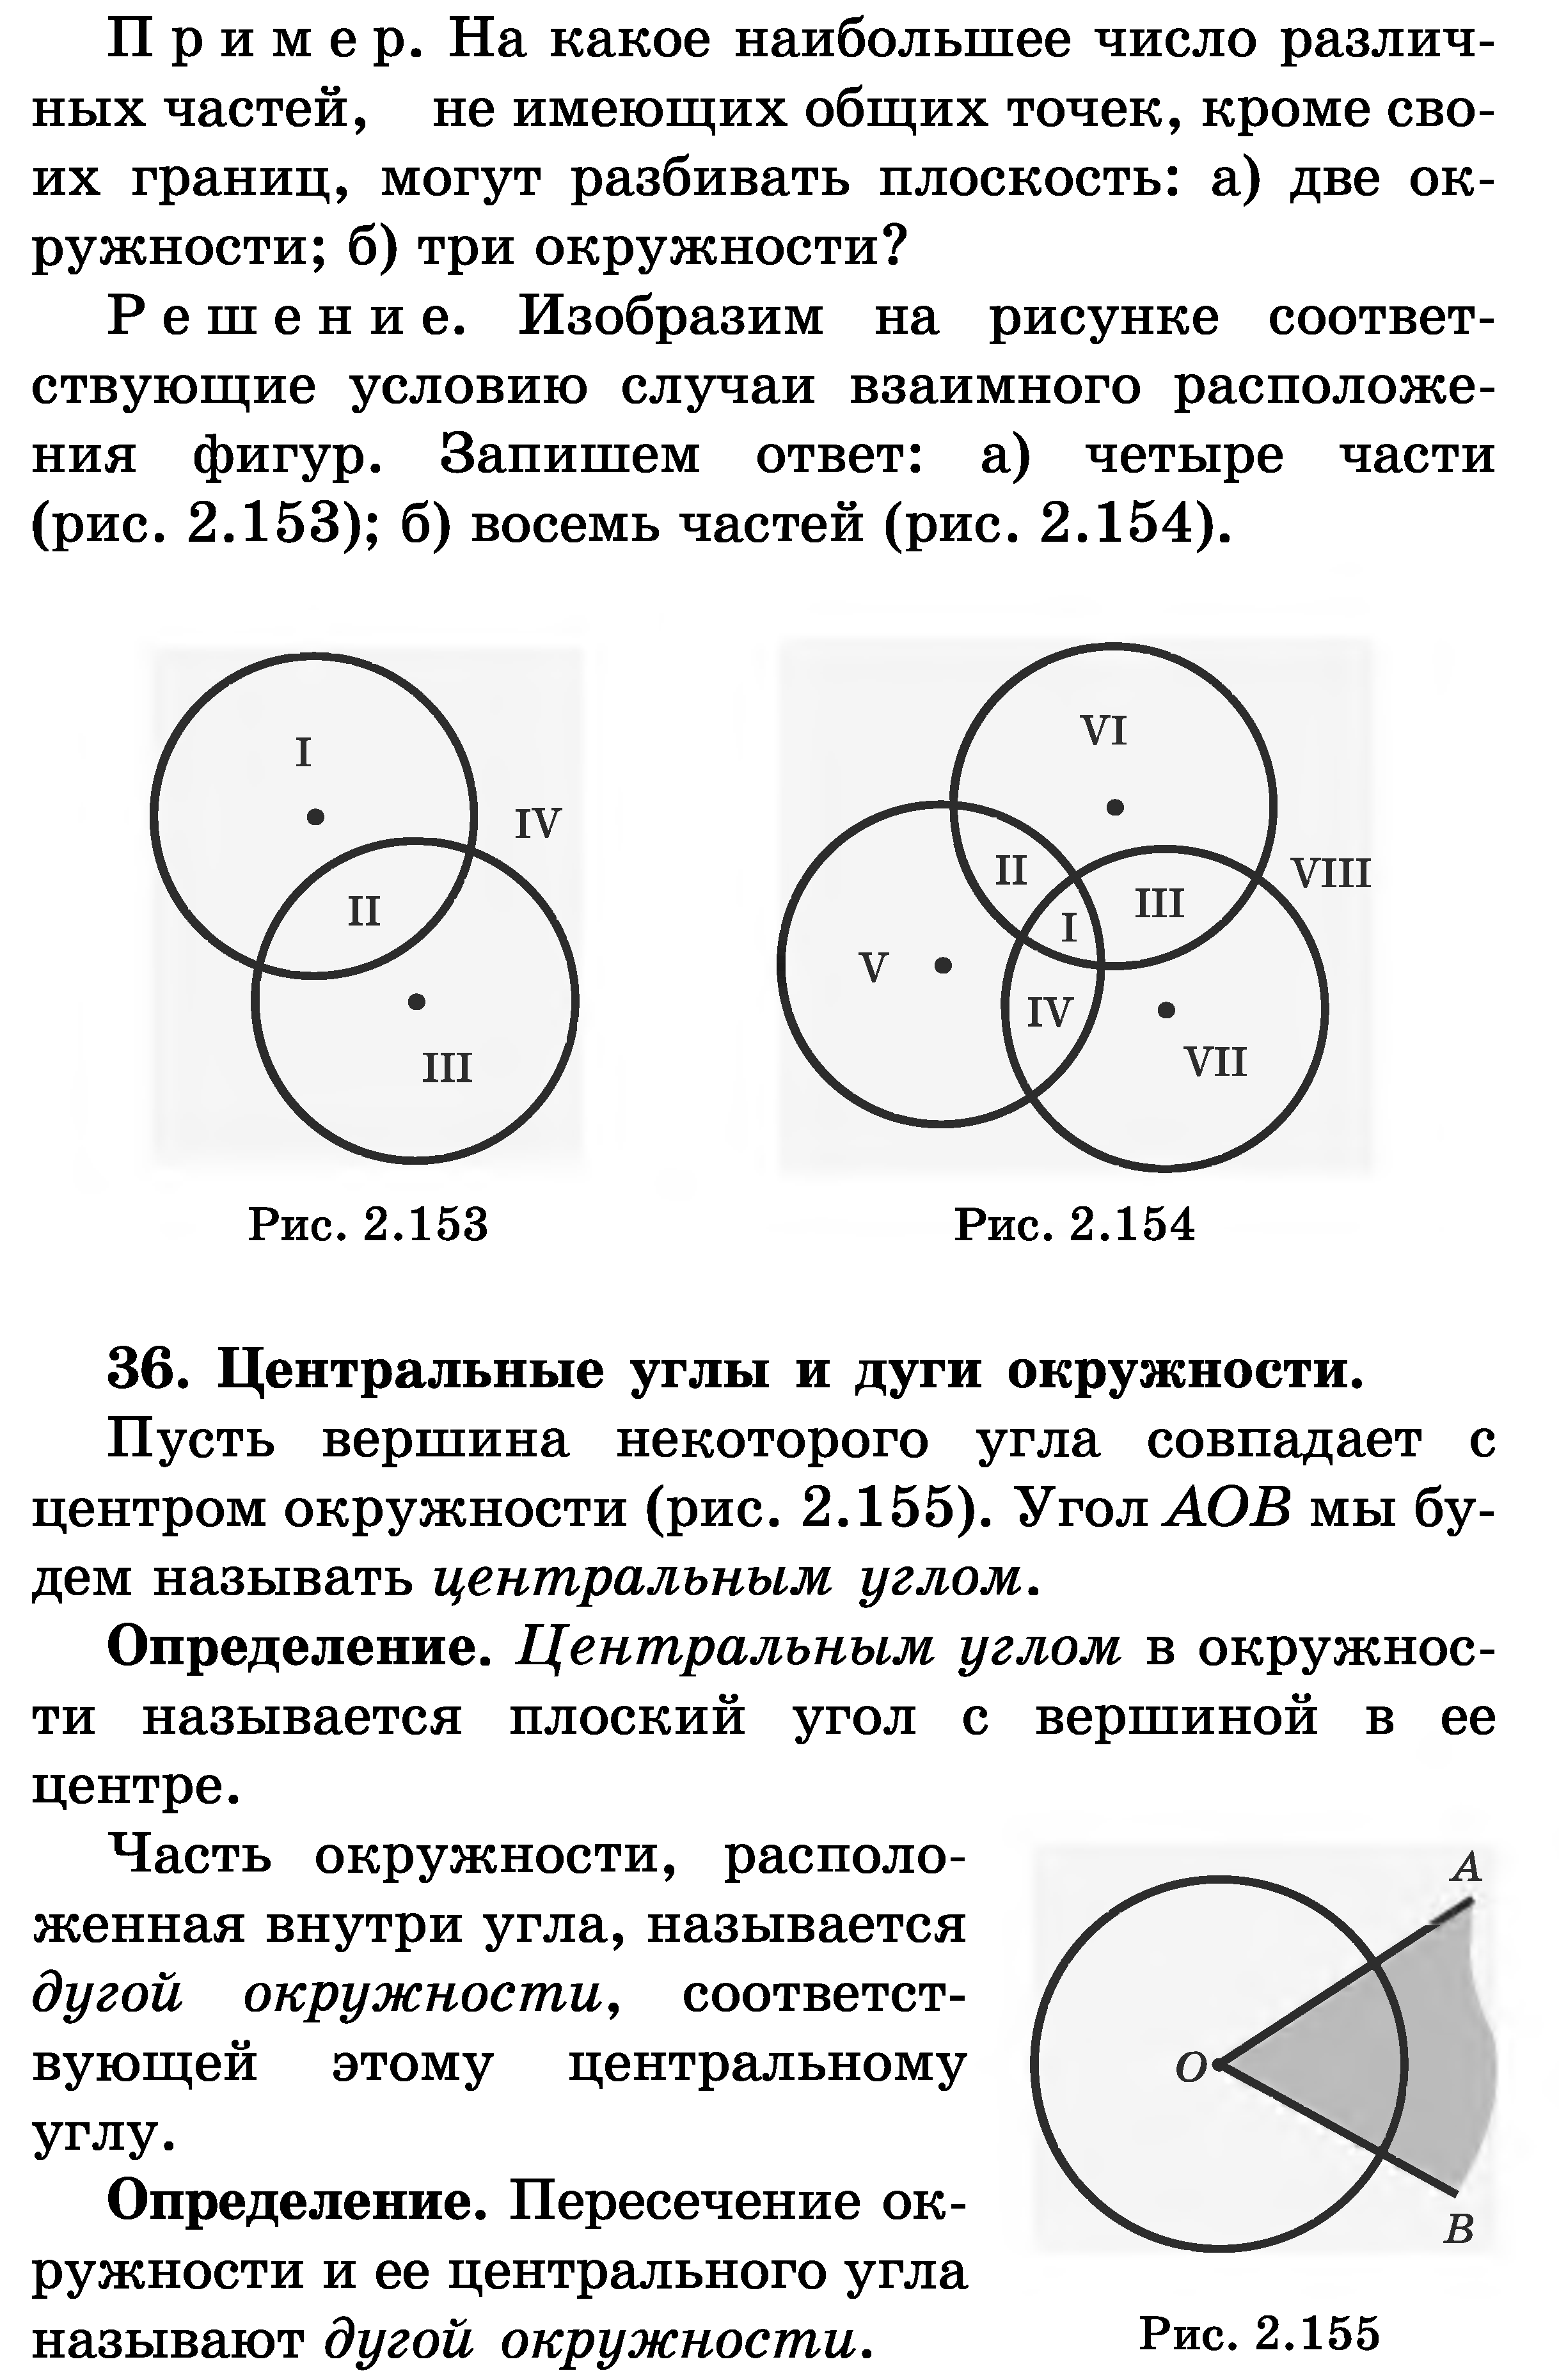 П р и м е р. На какое наибольшее число различ-
ных частей, не имеющих общих точек, кроме сво-
их границ, могут разбивать плоскость: а) две ок-
ружности; б) три окружности?
Р е ш е н и е. Изобразим на рисунке соответ-
ствующие условию случаи взаимного расположе-
ния фигур. Запишем ответ: а) четыре части
(рис. 2.153); б) восемь частей (рис. 2.154).
I
IV
II
III
Рис. 2.153
VI
II
VIII
III
I
V
IV
VII
Рис. 2.154
36. Центральные углы и дуги окружности.
Пусть вершина некоторого угла совпадает с
центром окружности (рис. 2.155). Угол AOB мы бу-
дем называть центральным углом.
Определение. Центральным углом в окружнос-
ти называется плоский угол с вершиной в ее
центре.
Часть окружности, располо-
женная внутри угла, называется
дугой окружности, соответст-
вующей этому центральному
углу.
Определение. Пересечение ок-
ружности и ее центрального угла
называют дугой окружности.
A
O
B
Рис. 2.155